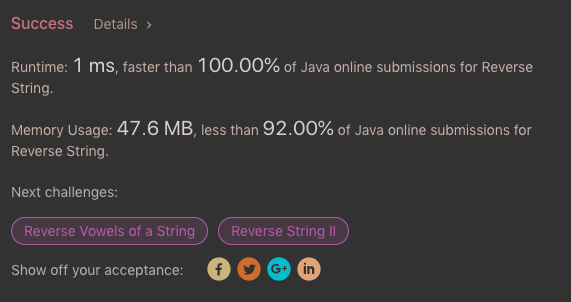 Success Details >
Runtime: 1 ms, faster than 100.00% of Java online submissions for Reverse
String.
Memory Usage: 47.6 MB, less than 92.00% of Java online submissions for
Reverse String.
Next challenges:
Reverse Vowels of a String Reverse String II
Show off your acceptance: f G+ in